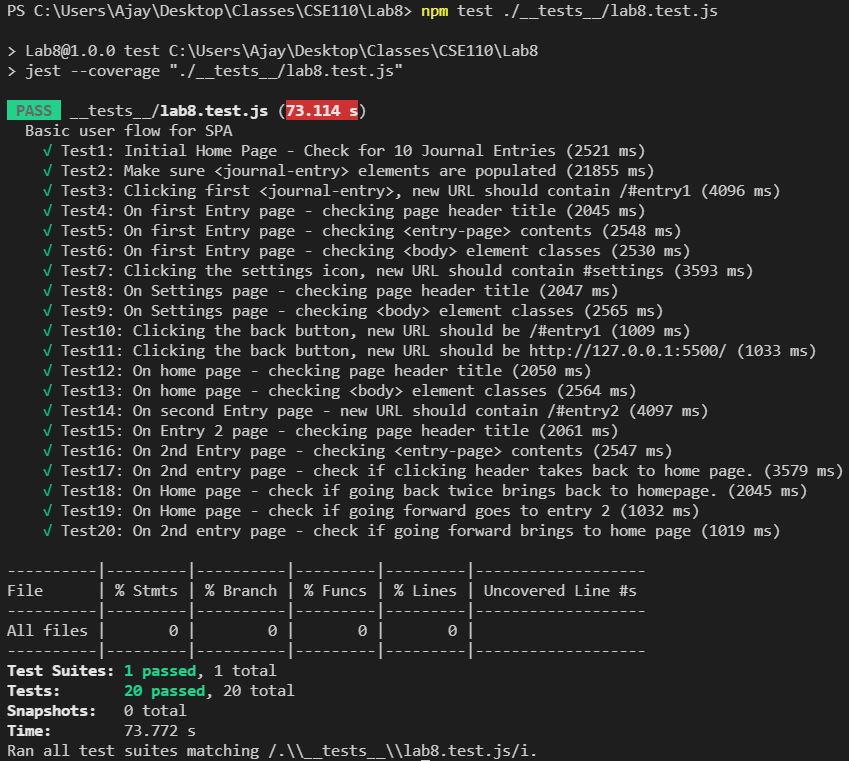 PS C:\Users\Ajay\Desktop\Classes\CSE110\Lab8> npm test ./__tests__/lab8.test.js
> Lab8@1.0.0 test C:\Users\Ajay\Desktop\Classes\CSE110\Lab8
> jest --coverage "./__tests__/lab8.test.js"
PASS __tests__/lab8.test.js (73.114 s)
Basic user flow for SPA
√ Test1: Initial Home Page - Check for 10 Journal Entries (2521 ms)
√ Test2: Make sure <journal-entry> elements are populated (21855 ms)
√ Test3: Clicking first <journal-entry>, new URL should contain /#entry1 (4096 ms)
√ Test4: On first Entry page - checking page header title (2045 ms)
√ Test5: On first Entry page - checking <entry-page> contents (2548 ms)
√ Test6: On first Entry page - checking <body> element classes (2530 ms)
√ Test7: Clicking the settings icon, new URL should contain #settings (3593 ms)
√ Test8: On Settings page - checking page header title (2047 ms)
√ Test9: On Settings page - checking <body> element classes (2565 ms)
√ Test10: Clicking the back button, new URL should be /#entry1 (1009 ms)
√ Test11: Clicking the back button, new URL should be http://127.0.0.1:5500/ (1033 ms)
√ Test12: On home page - checking page header title (2050 ms)
√ Test13: On home page - checking <body> element classes (2564 ms)
√ Test14: On second Entry page - new URL should contain /#entry2 (4097 ms)
√ Test15: On Entry 2 page - checking page header title (2061 ms)
√ Test16: On 2nd Entry page - checking <entry-page> contents (2547 ms)
√ Test17: On 2nd entry page - check if clicking header takes back to home page. (3579 ms)
√ Test18: On Home page - check if going back twice brings back to homepage. (2045 ms)
√ Test19: On Home page - check if going forward goes to entry 2 (1032 ms)
√ Test20: On 2nd entry page - check if going forward brings to home page (1019 ms)
----------|---------|----------|---------|---------|-------------------
File      | % Stmts | % Branch | % Funcs | % Lines | Uncovered Line #s
----------|---------|----------|---------|---------|-------------------
All files |       0 |        0 |       0 |       0 |
----------|---------|----------|---------|---------|-------------------
Test Suites: 1 passed, 1 total
Tests:       20 passed, 20 total
Snapshots:   0 total
Time:        73.772 s
Ran all test suites matching /.\\__tests__\\lab8.test.js/i.